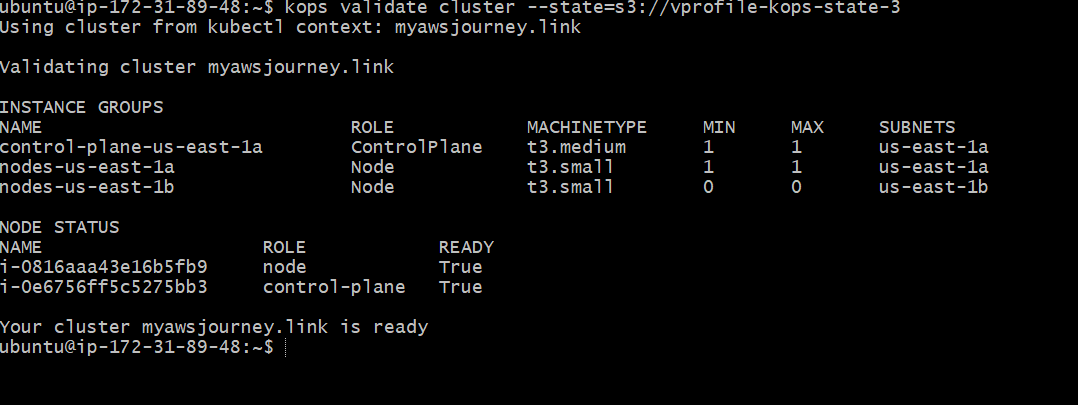 ubuntu@ip-172-31-89-48:~$ kops validate cluster --state=s3://vprofile-kops-state-3
Using cluster from kubectl context: myawsjourney.link
Validating cluster myawsjourney.link
INSTANCE GROUPS
NAME ROLE MACHINETYPE MIN MAX SUBNETS
control-plane-us-east-1a ControlPlane t3.medium 1 1 us-east-1a
nodes-us-east-1a Node t3.small 1 1 us-east-1a
nodes-us-east-1b Node t3.small 0 0 us-east-1b
NODE STATUS
NAME ROLE READY
i-0816aaa43e16b5fb9 node True
i-0e6756ff5c5275bb3 control-plane True
Your cluster myawsjourney.link is ready
ubuntu@ip-172-31-89-48:~$